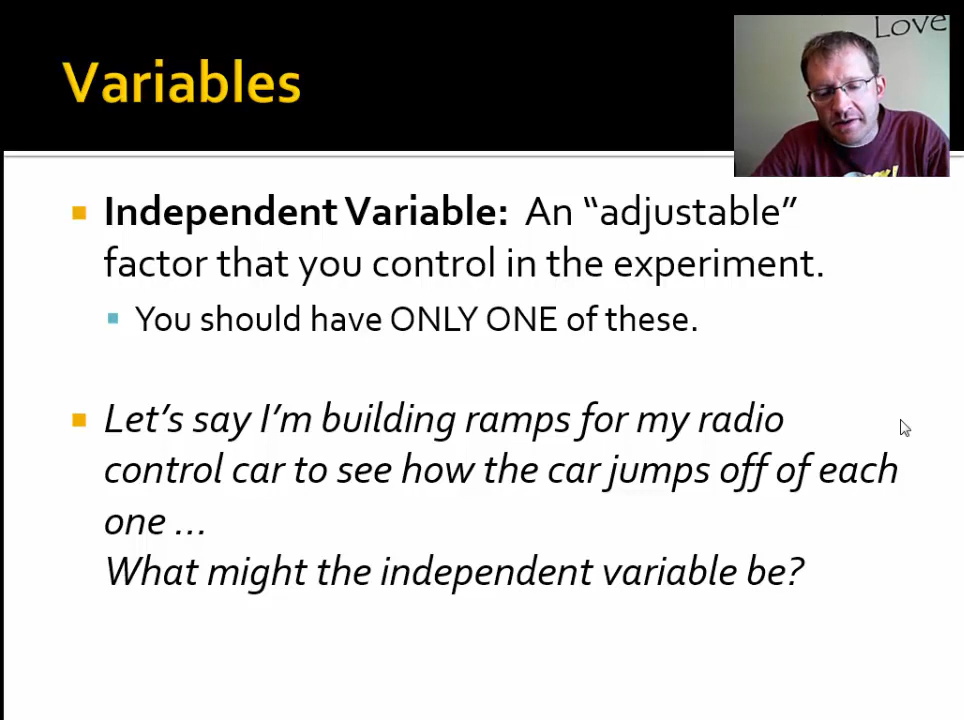 Love
Variables
Independent Variable: An “adjustable”
factor that you control in the experiment.
You should have ONLY ONE of these.
Let’s say I’m building ramps for my radio
control car to see how the car jumps off of each
one ...
What might the independent variable be?